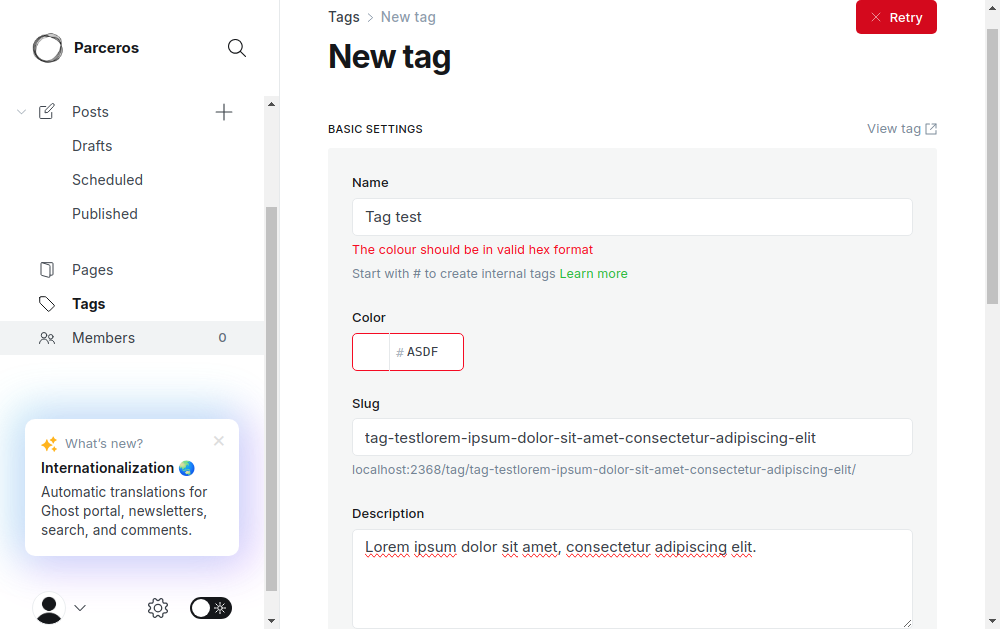 Parceros
Posts
Drafts
Scheduled
Published
Pages
Tags
Members 0
What's new?
Internationalization
Automatic translations for
Ghost portal, newsletters,
search, and comments.
Tags > New tag
Retry
New tag
BASIC SETTINGS
View tag
Name
Tag test
The colour should be in valid hex format
Start with # to create internal tags Learn more
Color
# ASDF
Slug
tag-testlorem-ipsum-dolor-sit-amet-consectetur-adipiscing-elit
localhost:2368/tag/tag-testlorem-ipsum-dolor-sit-amet-consectetur-adipiscing-elit/
Description
Lorem ipsum dolor sit amet, consectetur adipiscing elit.